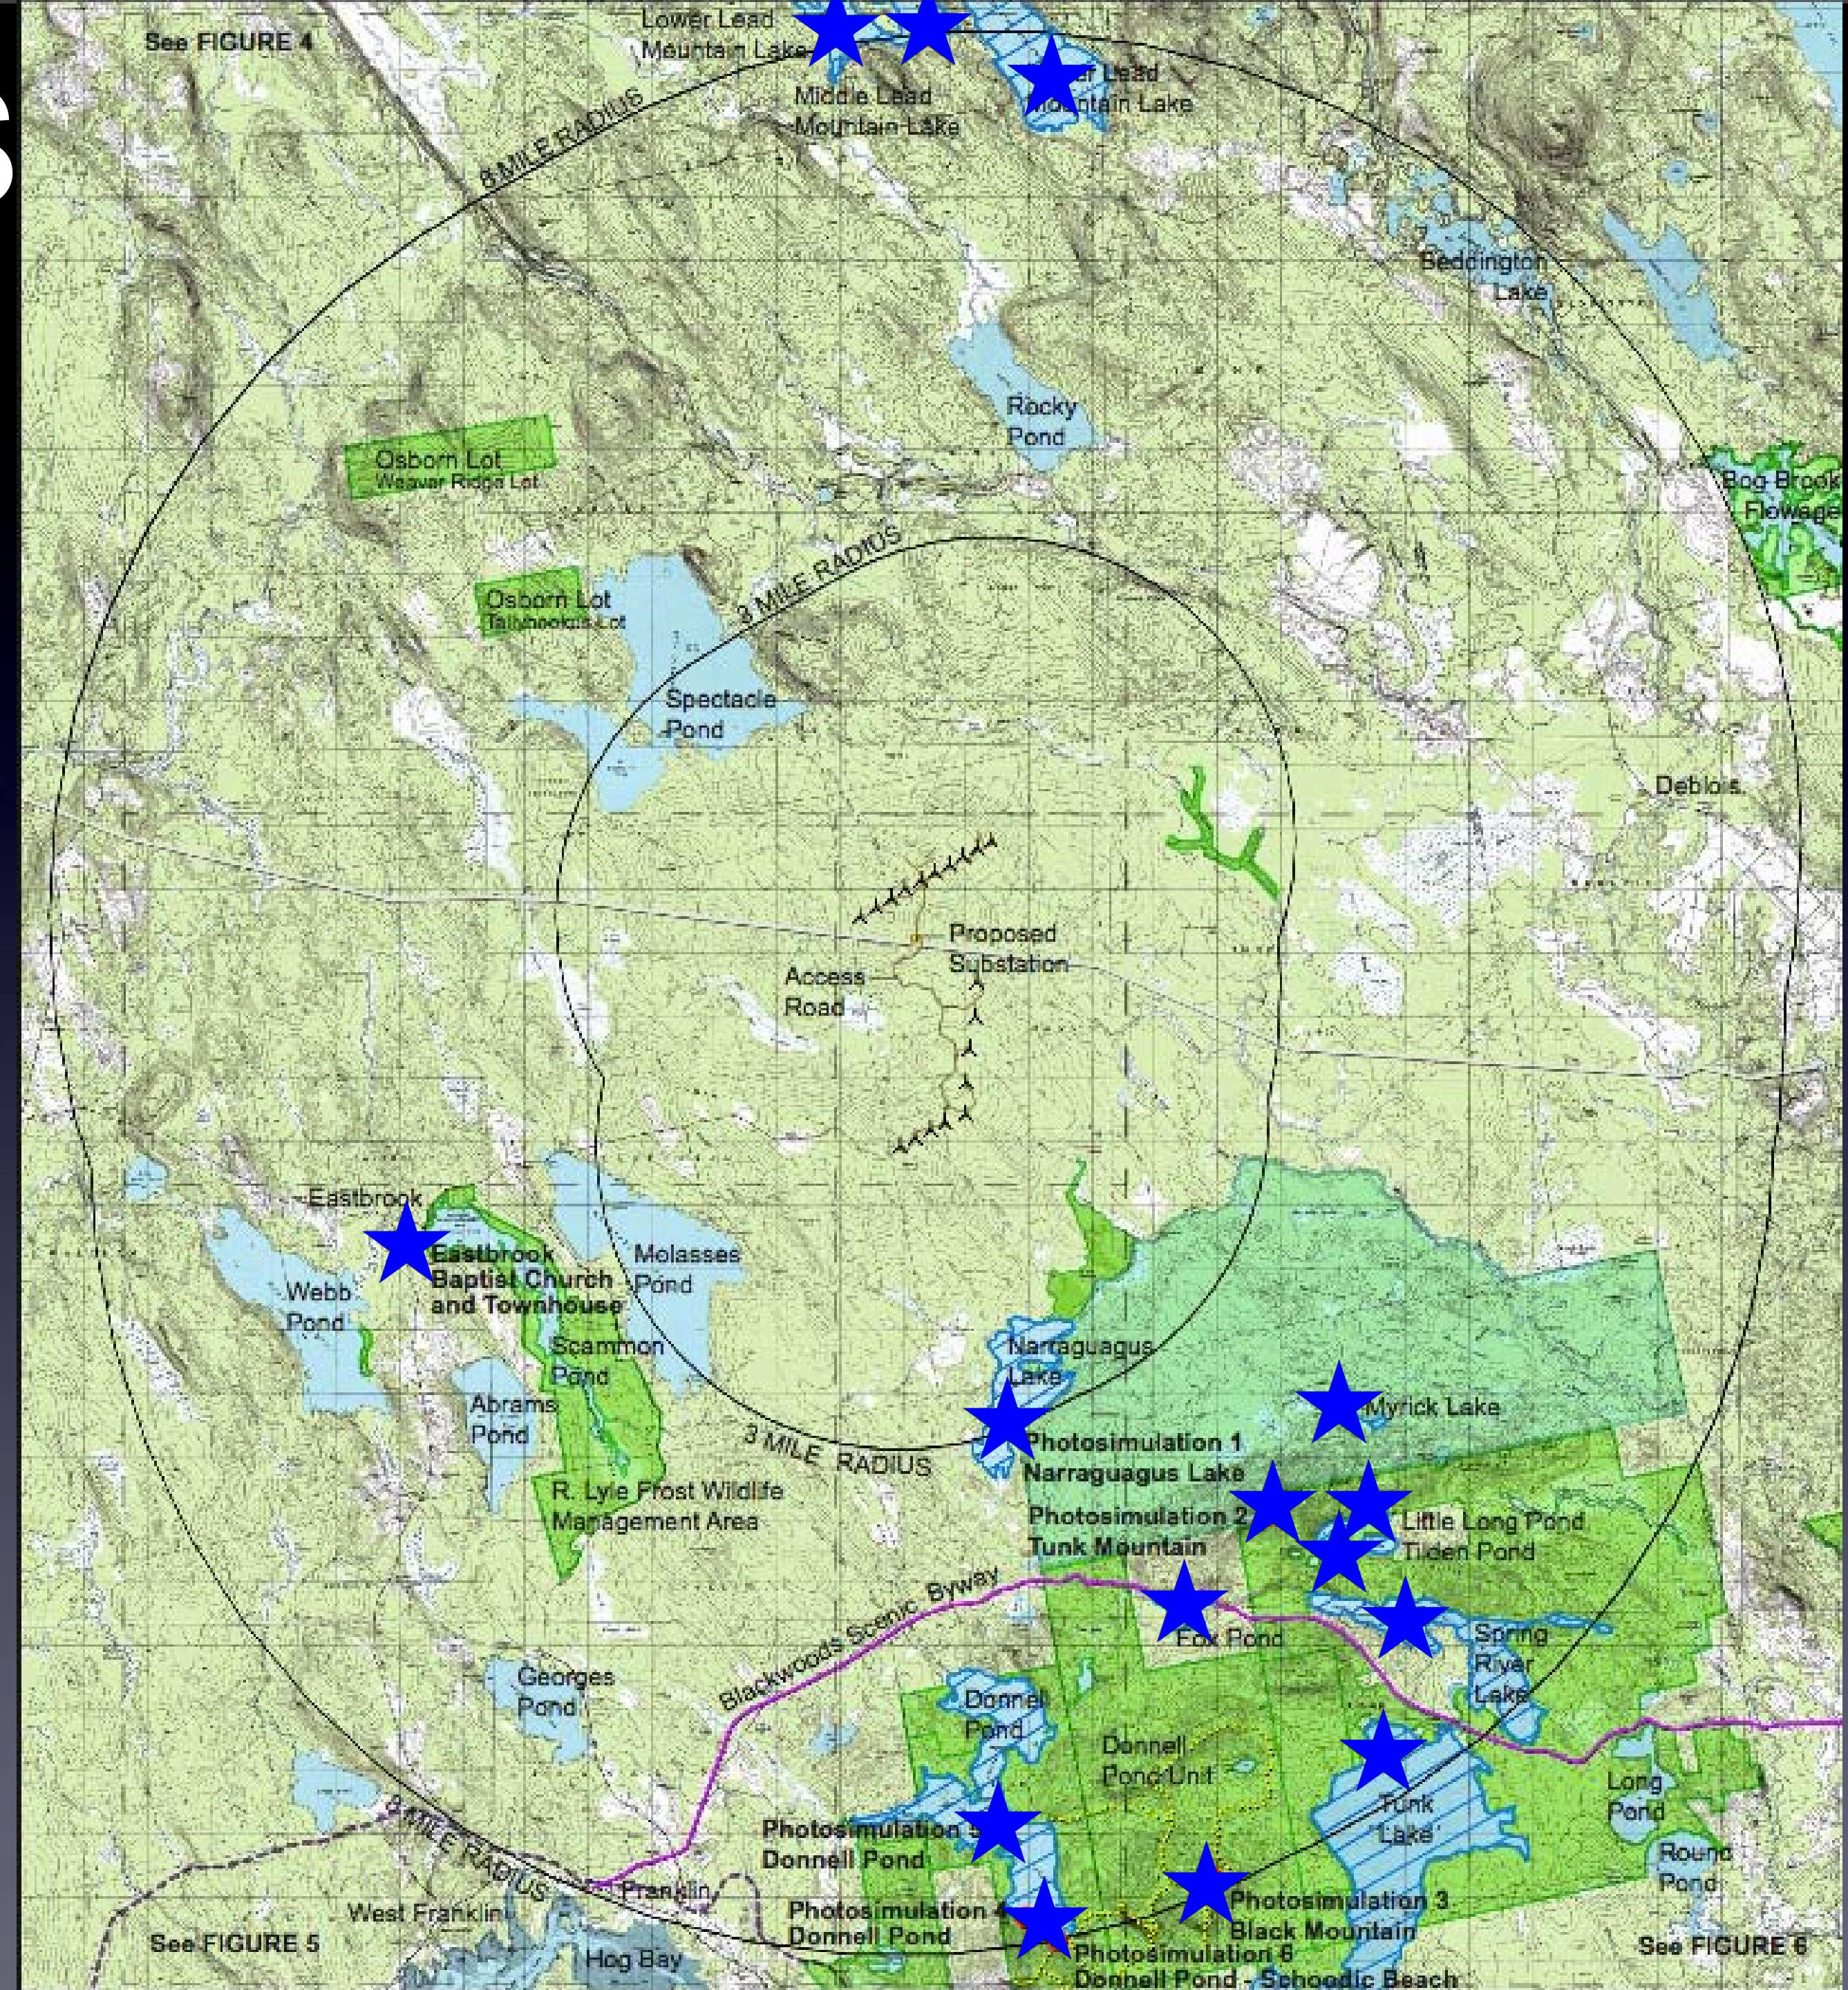 S
See FIGURE 4
Lower Lead
Mountain Lake
Lead
Mountain Lake
Middle Lead
Mountain Lake
8 MILE RADIUS
Beddington
Lake
Rocky
Pond
Osborn Lot
Weaver Ridge Lot
Bog Brook
Flowage
3 MILE RADIUS
Osborn Lot
Spectacle
Pond
Deblois
Proposed
Substation
Access
Road
Eastbrook
Eastbrook
Baptist Church
and Townhouse
Molasses
Pond
Webb
Pond
Scammon
Pond
Narraguagus
Lake
Abrams
Pond
Myrick Lake
3 MILE RADIUS
Photosimulation 1
Narraguagus Lake
R. Lyle Frost Wildlife
Management Area
Photosimulation 2
Tunk Mountain
Little Long Pond
Tilden Pond
Blackwoods Scenic Byway
Fox Pond
Spring
River
Lake
Georges
Pond
Donnell
Pond
Donnell
Pond Unit
Long
Pond
Tunk
Lake
Photosimulation 5
Donnell Pond
Round
Pond
8 MILE RADIUS
Franklin
West Franklin
Photosimulation 4
Donnell Pond
Photosimulation 3
Black Mountain
See FIGURE 5
Hog Bay
Photosimulation 6
Donnell Pond - Schoodic Beach
See FIGURE 6